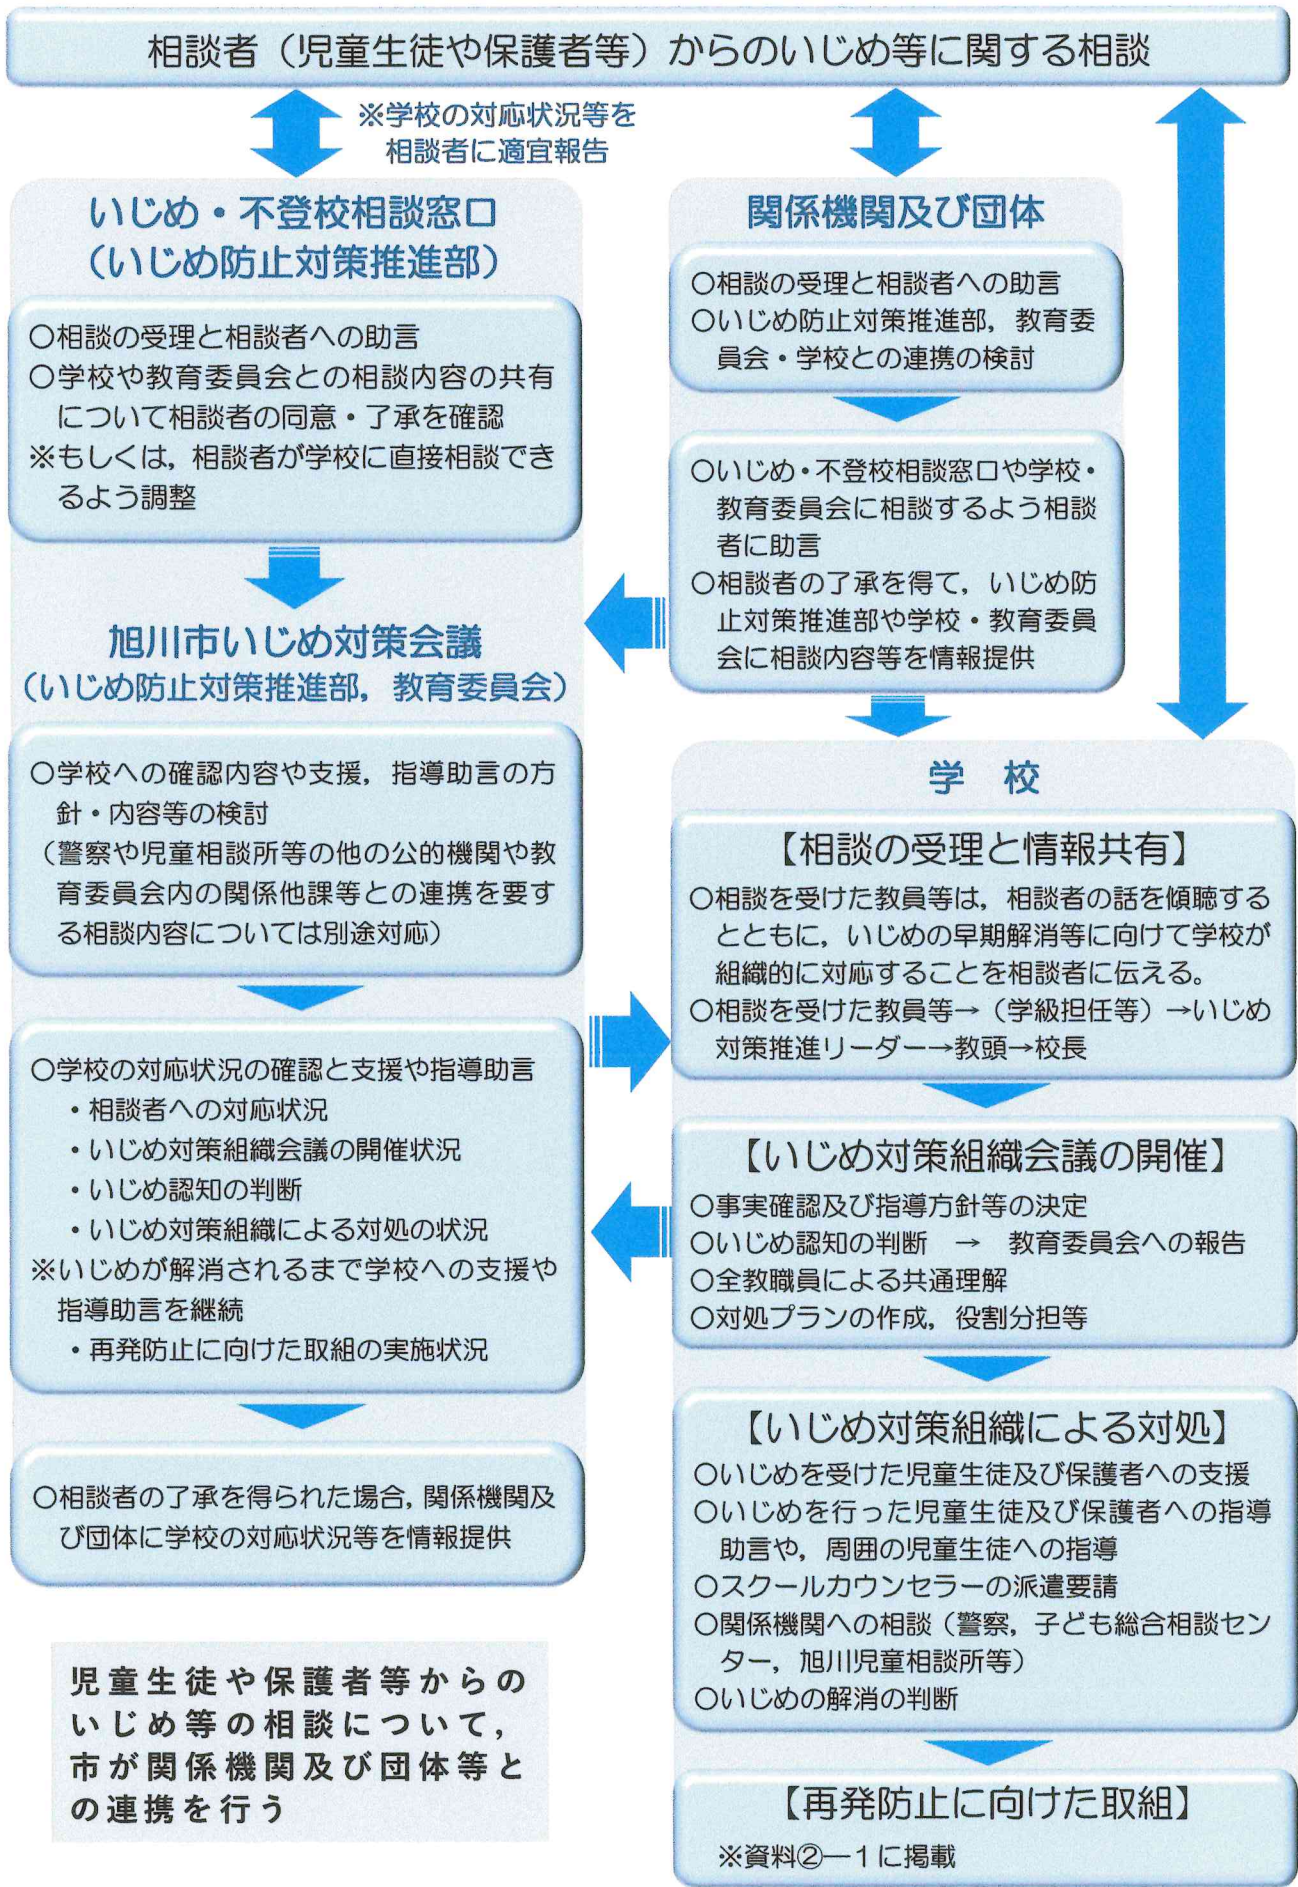 相談者（児童生徒や保護者等）からのいじめ等に関する相談
※学校の対応状況等を
相談者に適宜報告
いじめ・不登校相談窓口
（いじめ防止対策推進部）
○相談の受理と相談者への助言
○学校や教育委員会との相談内容の共有
について相談者の同意・了承を確認
※もしくは，相談者が学校に直接相談でき
るよう調整
旭川市いじめ対策会議
（いじめ防止対策推進部，教育委員会）
○学校への確認内容や支援，指導助言の方
針・内容等の検討
（警察や児童相談所等の他の公的機関や教
育委員会内の関係他課等との連携を要す
る相談内容については別途対応）
○学校の対応状況の確認と支援や指導助言
・相談者への対応状況
・いじめ対策組織会議の開催状況
・いじめ認知の判断
・いじめ対策組織による対処の状況
※いじめが解消されるまで学校への支援や
指導助言を継続
・再発防止に向けた取組の実施状況
○相談者の了承を得られた場合，関係機関及
び団体に学校の対応状況等を情報提供
児童生徒や保護者等からの
いじめ等の相談について，
市が関係機関及び団体等と
の連携を行う
関係機関及び団体
○相談の受理と相談者への助言
○いじめ防止対策推進部，教育委
員会・学校との連携の検討
○いじめ・不登校相談窓口や学校・
教育委員会に相談するよう相談
者に助言
○相談者の了承を得て，いじめ防
止対策推進部や学校・教育委員
会に相談内容等を情報提供
学　校
【相談の受理と情報共有】
○相談を受けた教員等は，相談者の話を傾聴する
とともに，いじめの早期解消等に向けて学校が
組織的に対応することを相談者に伝える。
○相談を受けた教員等→（学級担任等）→いじめ
対策推進リーダー→教頭→校長
【いじめ対策組織会議の開催】
○事実確認及び指導方針等の決定
○いじめ認知の判断　→　教育委員会への報告
○全教職員による共通理解
○対処プランの作成，役割分担等
【いじめ対策組織による対処】
○いじめを受けた児童生徒及び保護者への支援
○いじめを行った児童生徒及び保護者への指導
助言や，周囲の児童生徒への指導
○スクールカウンセラーの派遣要請
○関係機関への相談（警察，子ども総合相談セン
ター，旭川児童相談所等）
○いじめの解消の判断
【再発防止に向けた取組】
※資料②―１に掲載